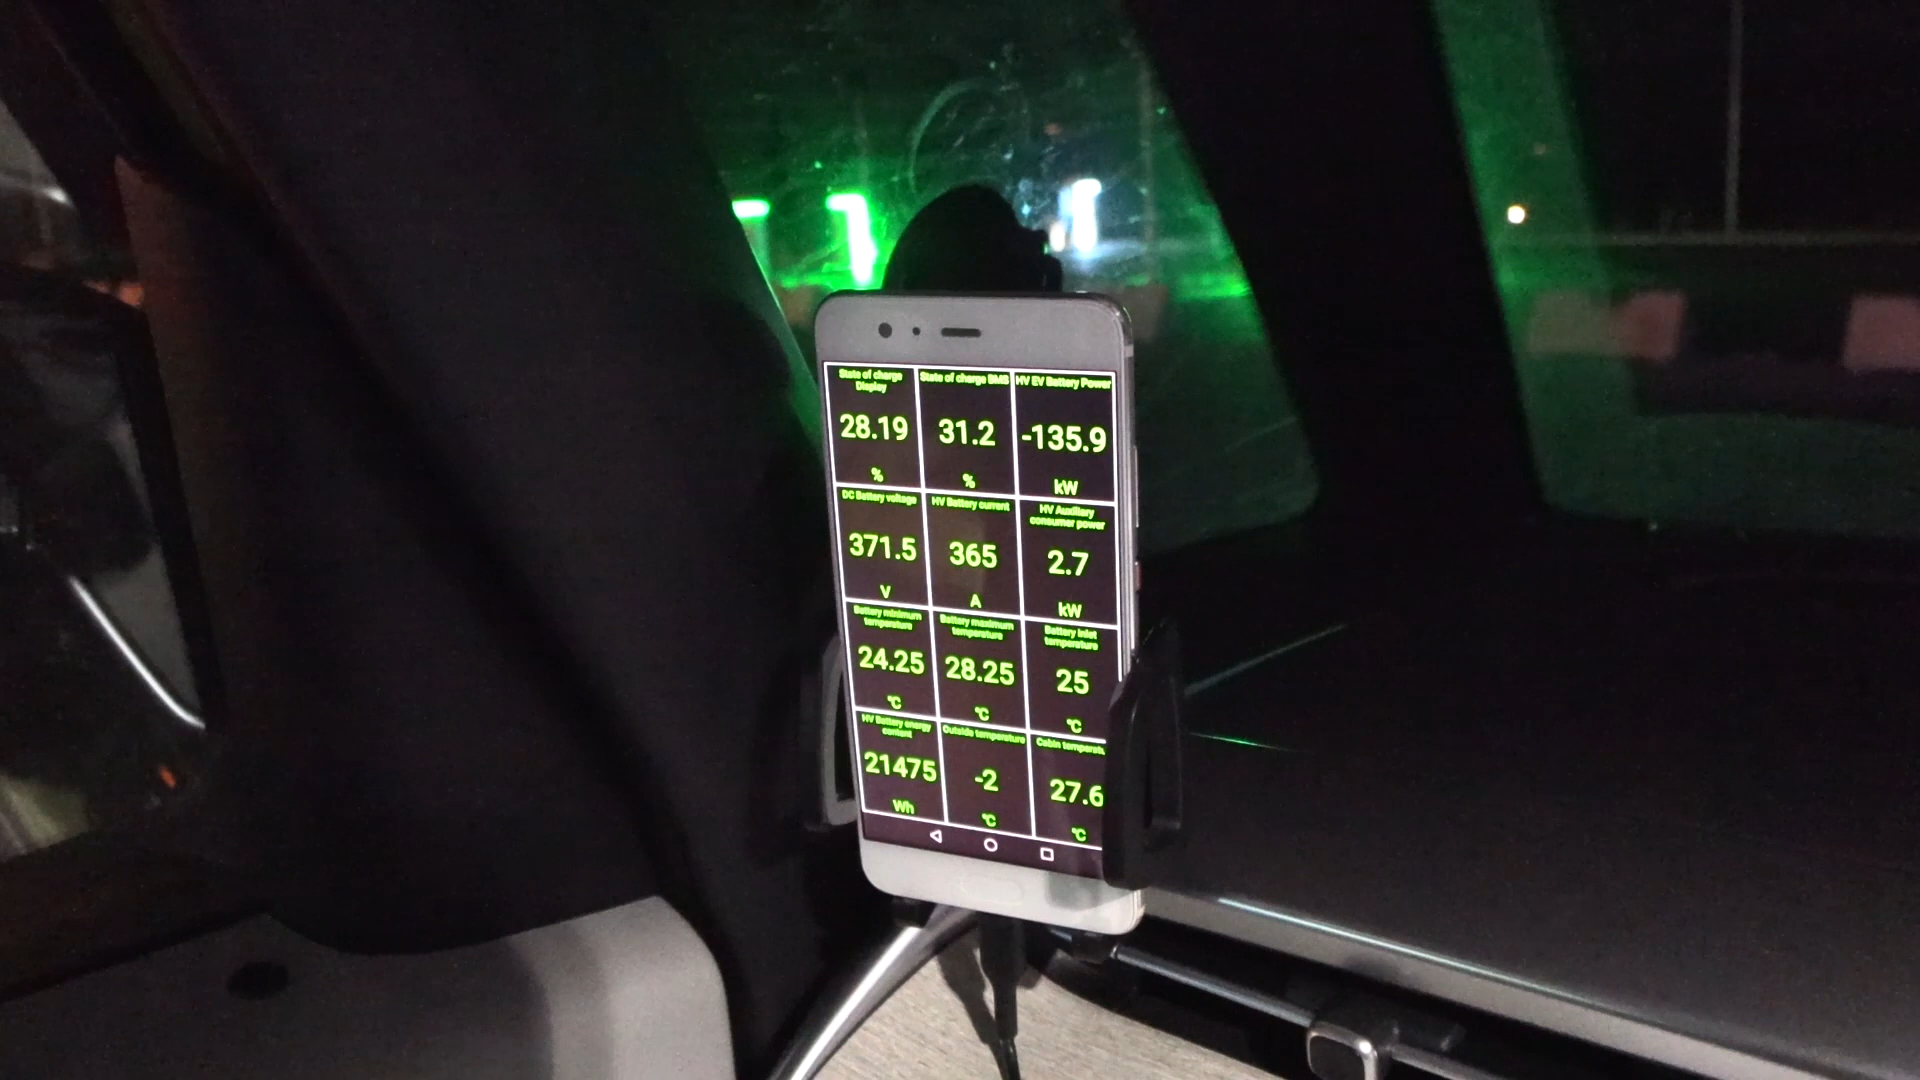 State of charge
Display
28.19
%
State of charge BMS
31.2
%
HV EV Battery Power
-135.9
kW
DC Battery voltage
371.5
V
HV Battery current
365
A
HV Auxiliary
consumer power
2.7
kW
Battery minimum
temperature
24.25
°C
Battery maximum
temperature
28.25
°C
Battery inlet
temperature
25
°C
HV Battery energy
content
21475
Wh
Outside temperature
-2
°C
Cabin temperatu
27.6
°C